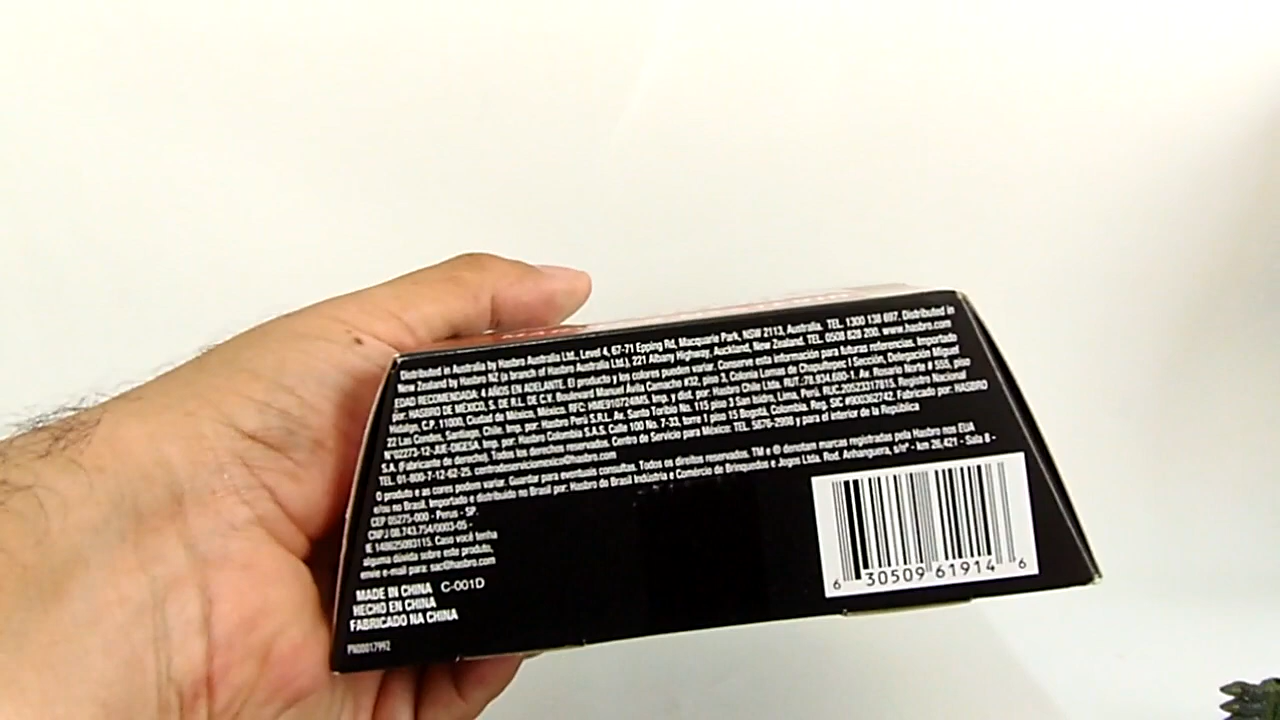 Distributed in Australia by Hasbro Australia Ltd., Level 4, 67-71 Epping Rd, Macquarie Park, NSW 2113, Australia. TEL. 1300 138 697. Distributed in
New Zealand by Hasbro NZ (a branch of Hasbro Australia Ltd.), 221 Albany Highway, Auckland, New Zealand. TEL. 0508 828 200. www.hasbro.com
EDAD RECOMENDADA: 4 AÑOS EN ADELANTE. El producto y los colores pueden variar. Conserve esta información para futuras referencias. Importado
por: HASBRO DE MÉXICO, S. DE R.L. DE C.V. Boulevard Manuel Ávila Camacho #32, piso 3, Colonia Lomas de Chapultepec I Sección, Delegación Miguel
Hidalgo, C.P. 11000, Ciudad de México, México. RFC: HME910724IM5. Imp. y dist. por: Hasbro Chile Ltda. RUT.:78.934.680-1. Av. Rosario Norte # 555, piso
22 Las Condes, Santiago, Chile. Imp. por: Hasbro Perú S.R.L. Av. Santo Toribio No. 115 piso 3 San Isidro, Lima, Perú. RUC.20523317815. Registro Nacional
N°02273-12-JUE-DIGESA. Imp. por: Hasbro Colombia S.A.S. Calle 100 No. 7-33, torre 1 piso 15 Bogotá, Colombia. Reg. SIC #900362742. Fabricado por: HASBRO
S.A. (Fabricante de derecho). Todos los derechos reservados. Centro de Servicio para México: TEL. 5876-2998 y para el interior de la República
TEL. 01-800-7-12-62-25. centrodeserviciomexico@hasbro.com
O produto e as cores podem variar. Guardar para eventuais consultas. Todos os direitos reservados. TM e ® denotam marcas registradas pela Hasbro nos EUA
e/ou no Brasil. Importado e distribuído no Brasil por: Hasbro do Brasil Indústria e Comércio de Brinquedos e Jogos Ltda. Rod. Anhanguera, s/nº - km 26,421 - Sala 8 -
CEP 05275-000 - Perus - SP.
CNPJ 08.743.754/0003-05 -
IE 148625093115. Caso você tenha
alguma dúvida sobre este produto,
envie e-mail para: sac@hasbro.com
MADE IN CHINA C-001D
HECHO EN CHINA
FABRICADO NA CHINA
PN00017992
6 30509 61914 6